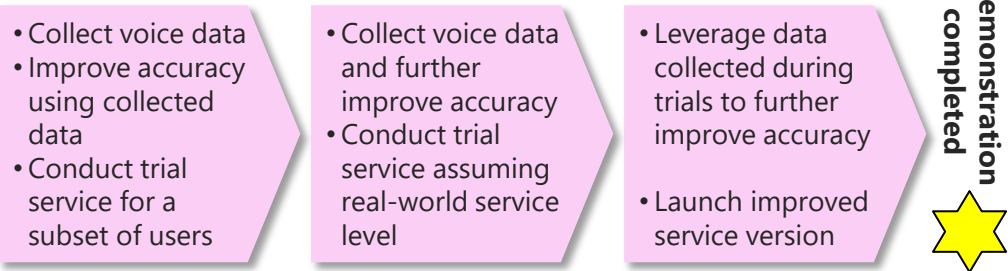 • Collect voice data
• Improve accuracy
using collected
data
• Conduct trial
service for a
subset of users
• Collect voice data
and further
improve accuracy
• Conduct trial
service assuming
real-world service
level
• Leverage data
collected during
trials to further
improve accuracy
• Launch improved
service version
emonstration
completed